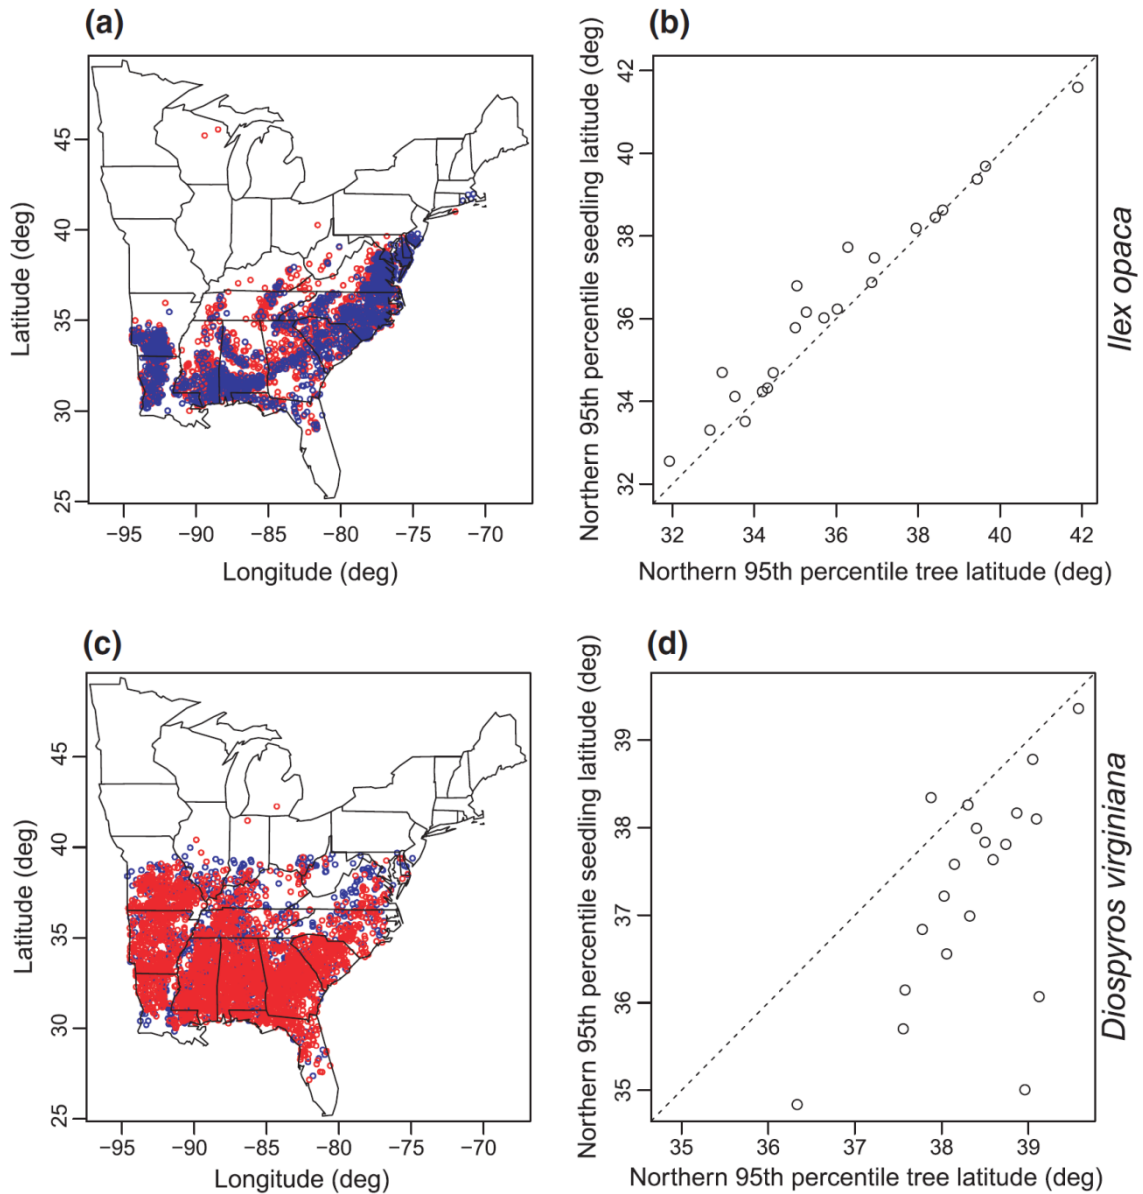 (a)
45
40
35
30
25
Latitude (deg)
−95 −90 −85 −80 −75 −70
Longitude (deg)
(b)
42
40
38
36
34
32
Northern 95th percentile seedling latitude (deg)
32 34 36 38 40 42
Northern 95th percentile tree latitude (deg)
Ilex opaca
(c)
45
40
35
30
25
Latitude (deg)
−95 −90 −85 −80 −75 −70
Longitude (deg)
(d)
39
38
37
36
35
Northern 95th percentile seedling latitude (deg)
35 36 37 38 39
Northern 95th percentile tree latitude (deg)
Diospyros virginiana